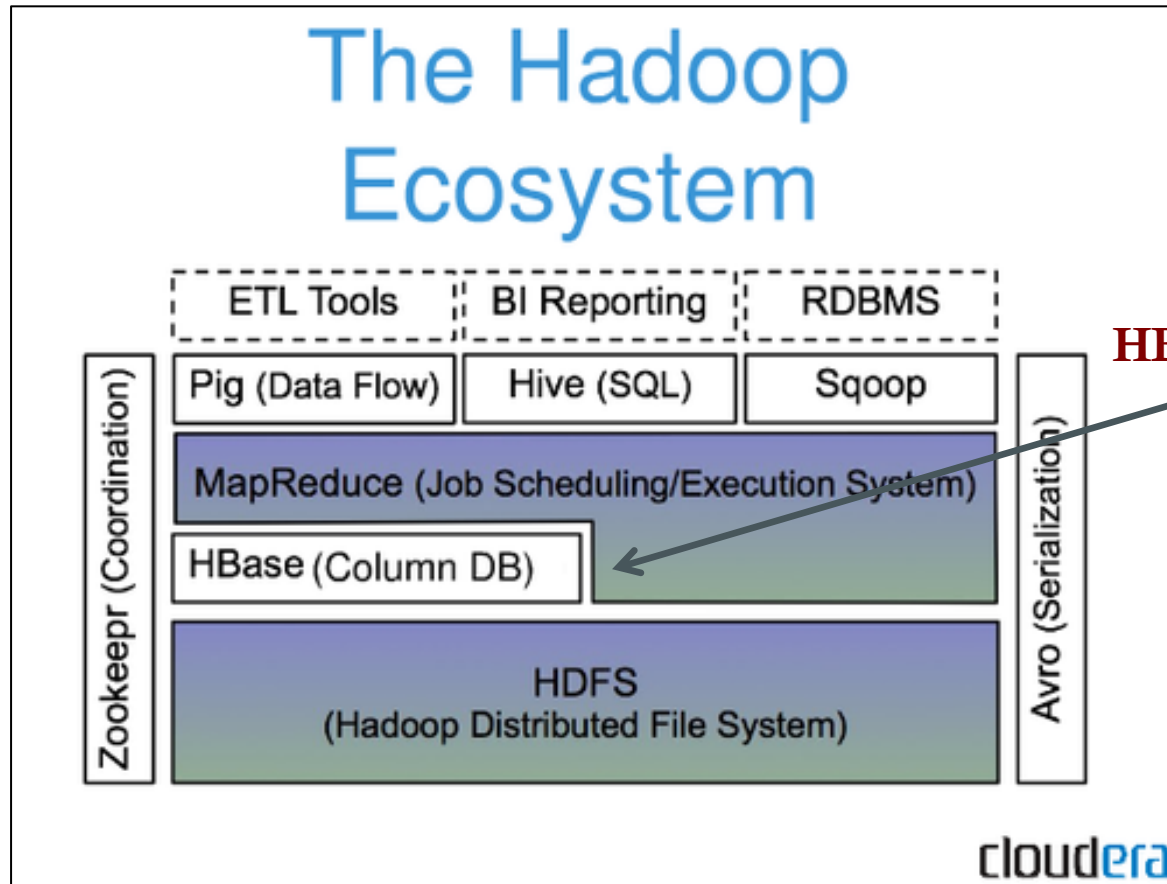 The Hadoop
Ecosystem
ETL Tools
BI Reporting
RDBMS
HB
Pig (Data Flow)
Hive (SQL)
Sqoop
Zookeepr (Coordination)
MapReduce (Job Scheduling/Execution System)
HBase (Column DB)
HDFS
(Hadoop Distributed File System)
Avro (Serialization)
cloudera